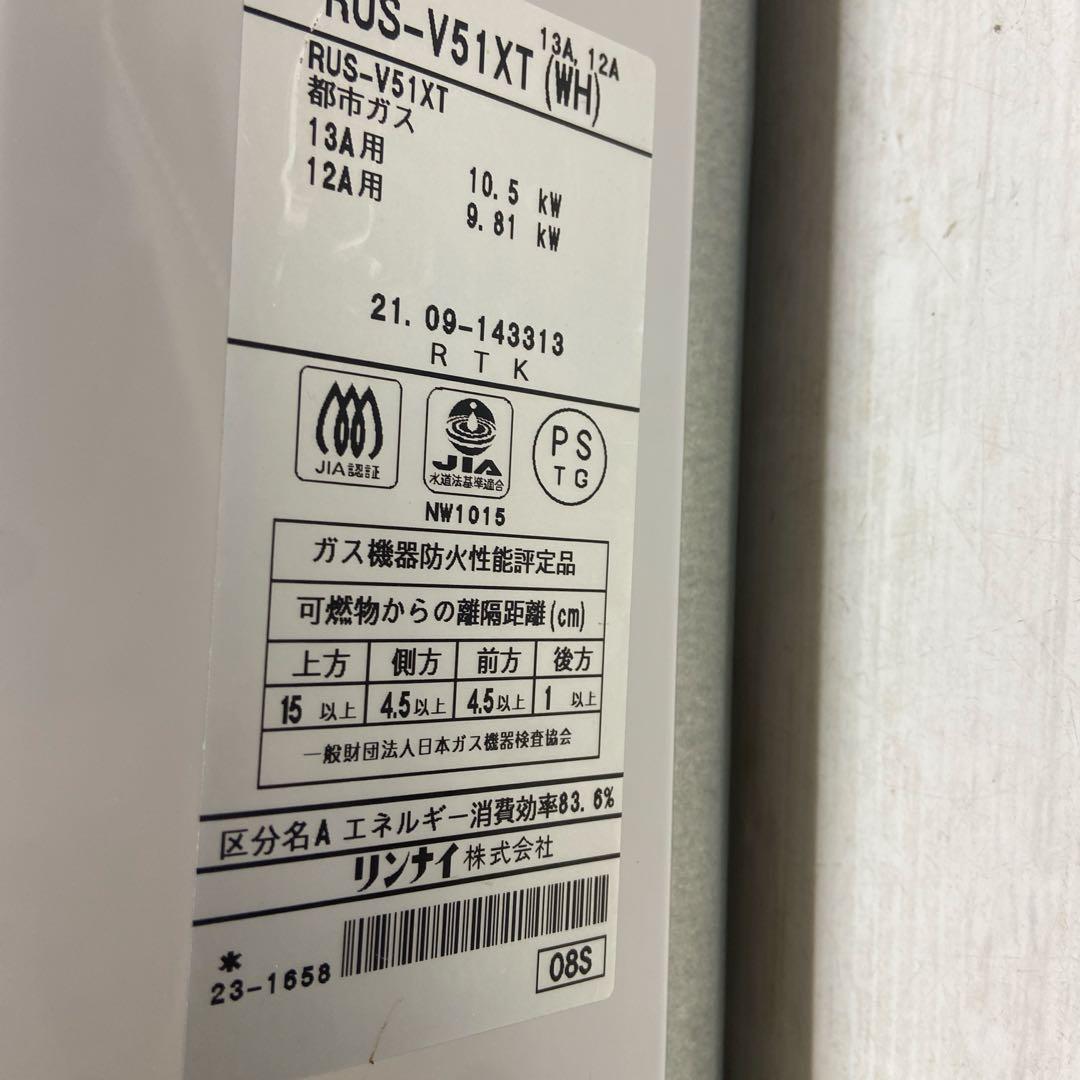 RUS-V51XT (WH) 13A, 12A
RUS-V51XT
都市ガス
13A用 10.5 kW
12A用 9.81 kW
21. 09-143313
R T K
JIA認証
JIA
水道法基準適合
NW1015
PS
TG
ガス機器防火性能評定品
可燃物からの離隔距離(cm)
上方 側方 前方 後方
15 以上 4.5以上 4.5以上 1 以上
一般財団法人日本ガス機器検査協会
区分名A エネルギー消費効率83.6%
リンナイ株式会社
*
23-1658
08S